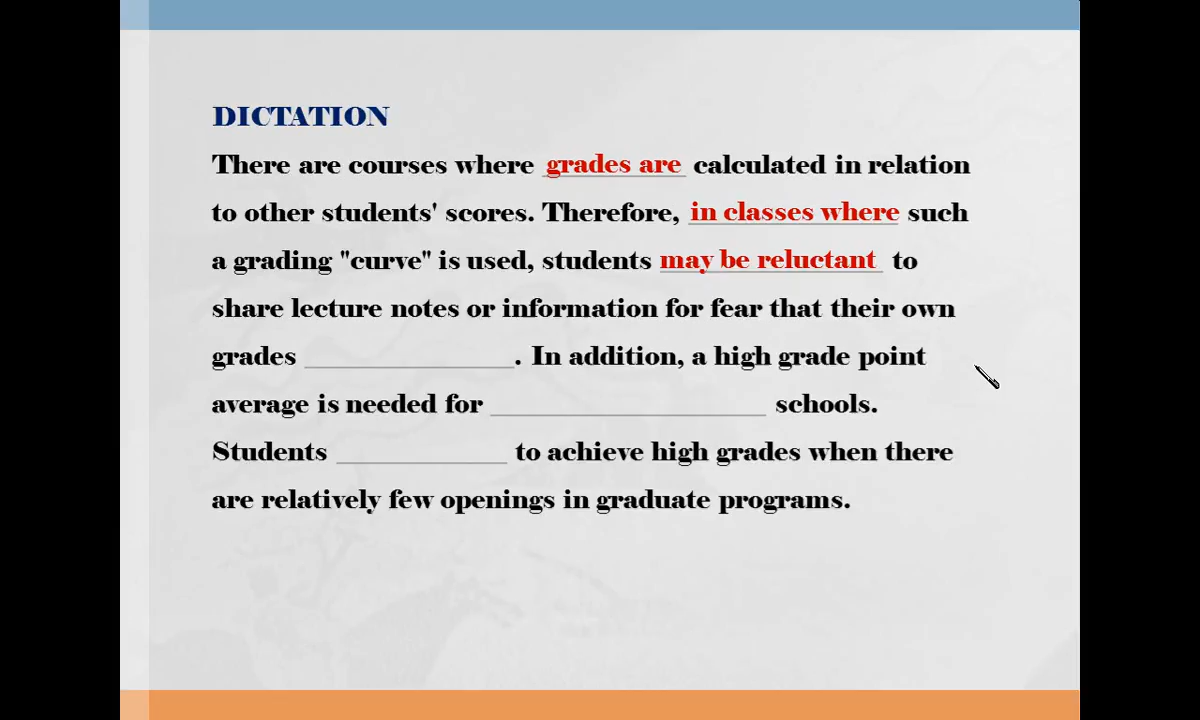 DICTATION
There are courses where grades are calculated in relation
to other students' scores. Therefore, in classes where such
a grading "curve" is used, students may be reluctant to
share lecture notes or information for fear that their own
grades ____________. In addition, a high grade point
average is needed for ________________ schools.
Students __________ to achieve high grades when there
are relatively few openings in graduate programs.